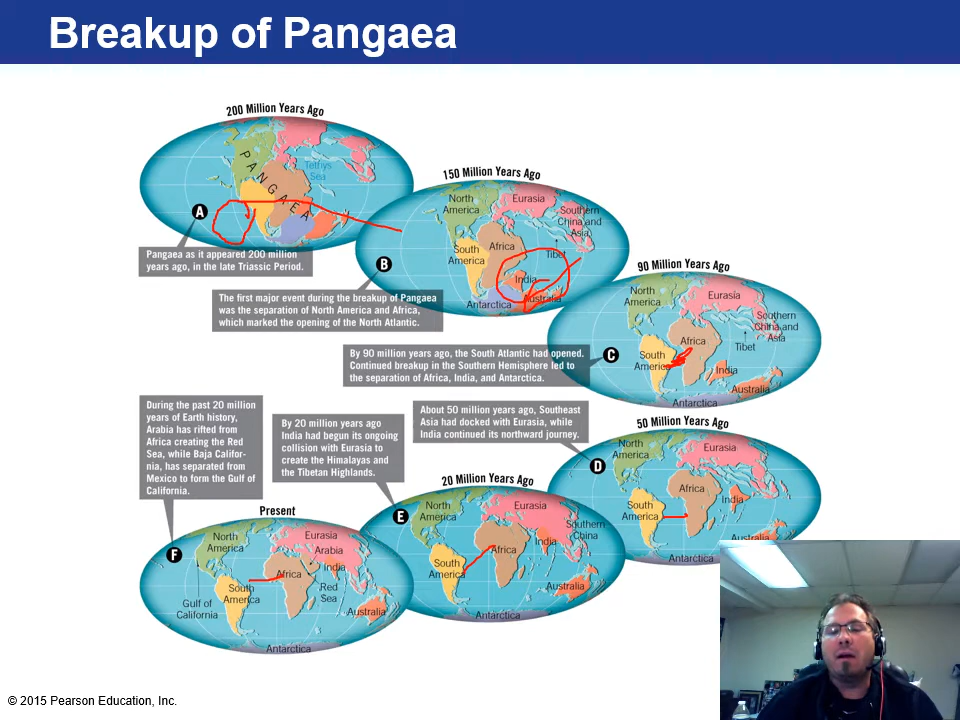 Breakup of Pangaea
200 Million Years Ago
PANGAEA
Tethys
Sea
A
Pangaea as it appeared 200 million
years ago, in the late Triassic Period.
150 Million Years Ago
North
America
Eurasia
Southern
China and
Asia
Africa
South
America
Tibet
India
Australia
Antarctica
B
The first major event during the breakup of Pangaea
was the separation of North America and Africa,
which marked the opening of the North Atlantic.
90 Million Years Ago
North
America
Eurasia
Southern
China and
Asia
Africa
Tibet
South
America
India
Australia
Antarctica
C
By 90 million years ago, the South Atlantic had opened.
Continued breakup in the Southern Hemisphere led to
the separation of Africa, India, and Antarctica.
50 Million Years Ago
North
America
Eurasia
Africa
India
South
America
Australia
Antarctica
D
About 50 million years ago, Southeast
Asia had docked with Eurasia, while
India continued its northward journey.
20 Million Years Ago
North
America
Eurasia
Southern
China
India
Africa
South
America
Australia
Antarctica
E
By 20 million years ago
India had begun its ongoing
collision with Eurasia to
create the Himalayas and
the Tibetan Highlands.
Present
North
America
Eurasia
Arabia
India
Africa
South
America
Red
Sea
Gulf of
California
Australia
Antarctica
F
During the past 20 million
years of Earth history,
Arabia has rifted from
Africa creating the Red
Sea, while Baja Califor-
nia, has separated from
Mexico to form the Gulf of
California.
© 2015 Pearson Education, Inc.